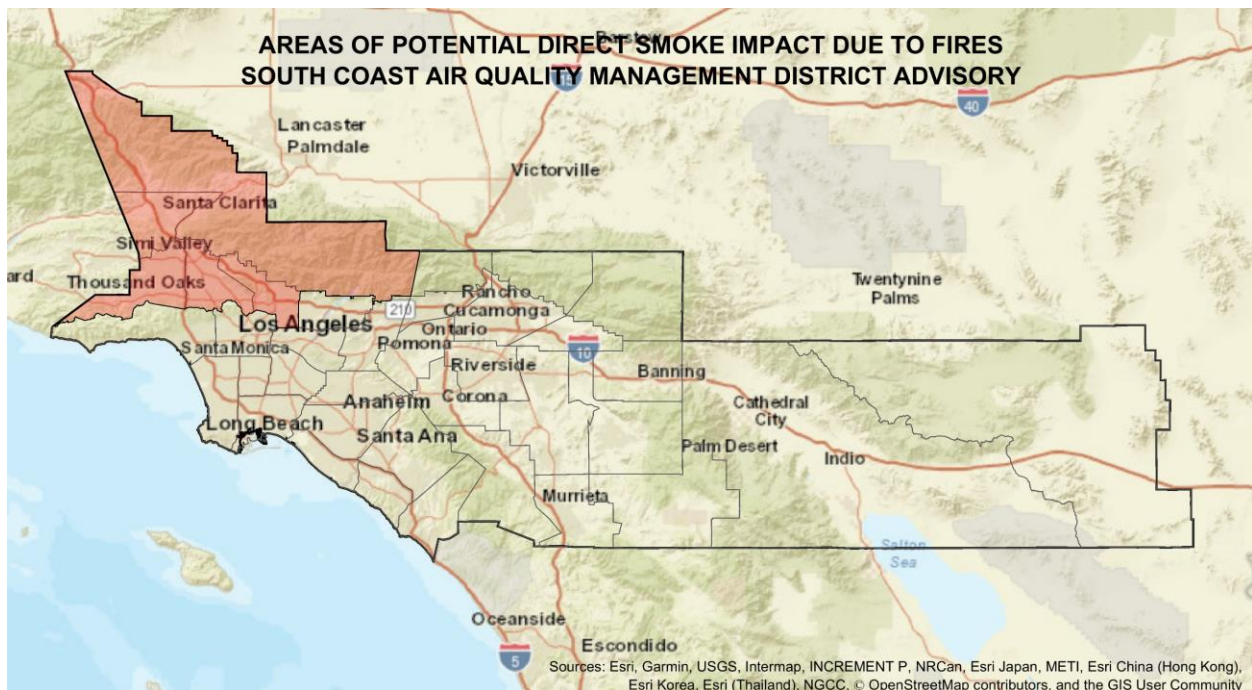 AREAS OF POTENTIAL DIRECT SMOKE IMPACT DUE TO FIRES
Barstow
SOUTH COAST AIR QUALITY MANAGEMENT DISTRICT ADVISORY
15
40
Lancaster
Palmdale
Victorville
Santa Clarita
Simi Valley
Thousand Oaks
ard
Twentynine
Palms
Rancho
Cucamonga
210
Los Angeles
Ontario
Pomona
Santa Monica
10
Riverside
Banning
Corona
Anaheim
Cathedral
City
Long Beach
Santa Ana
Palm Desert
Indio
Murrieta
Salton
Sea
Oceanside
Escondido
5
Sources: Esri, Garmin, USGS, Intermap, INCREMENT P, NRCan, Esri Japan, METI, Esri China (Hong Kong),
Esri Korea, Esri (Thailand), NGCC, © OpenStreetMap contributors, and the GIS User Community